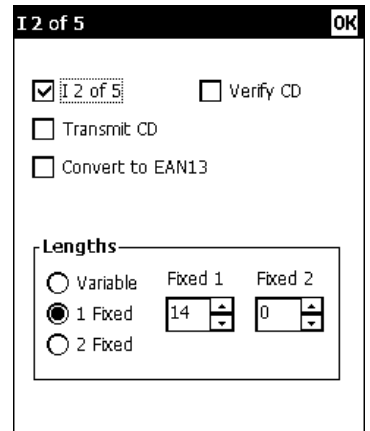 I 2 of 5 OK
I 2 of 5 Verify CD
Transmit CD
Convert to EAN13
Lengths
Variable Fixed 1 Fixed 2
1 Fixed 14 0
2 Fixed